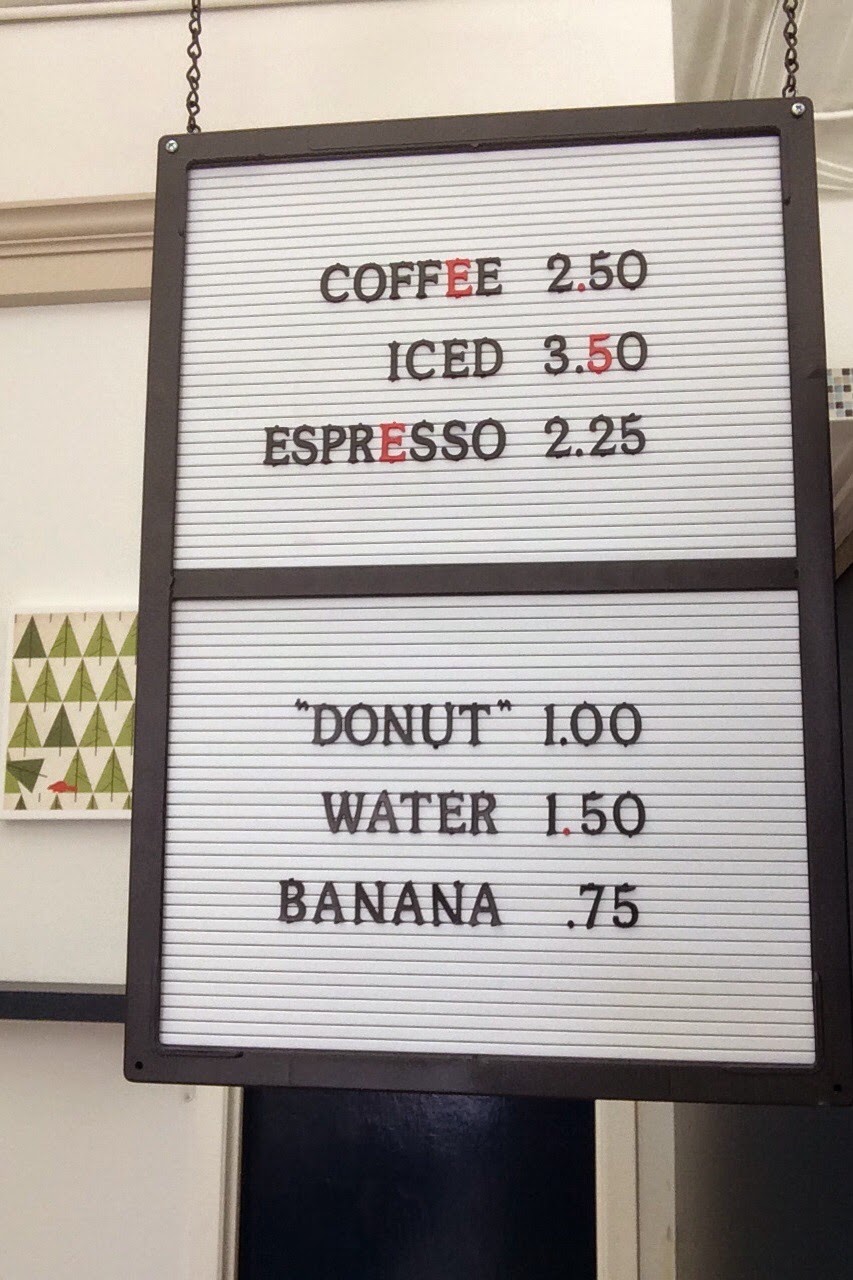 COFFEE 2.50
ICED 3.50
ESPRESSO 2.25
"DONUT" 1.00
WATER 1.50
BANANA .75